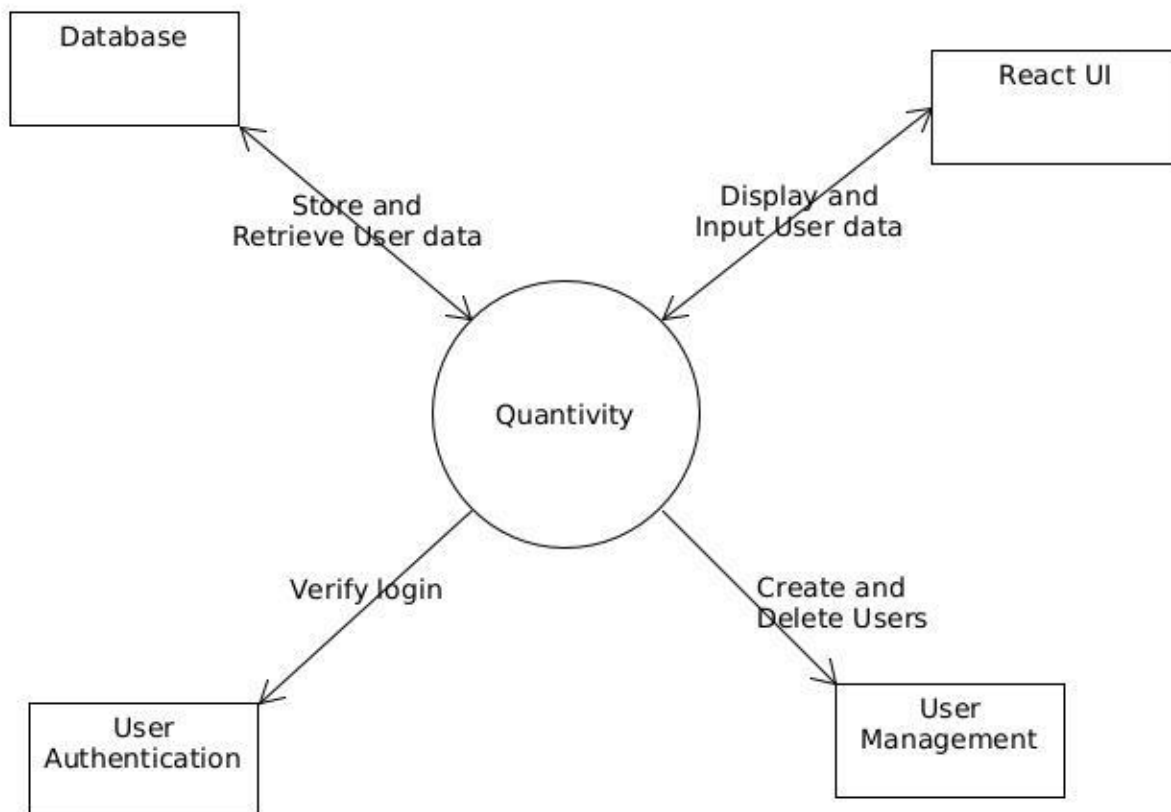 Database
React UI
Store and
Retrieve User data
Display and
Input User data
Quantivity
Verify login
Create and
Delete Users
User
Authentication
User
Management